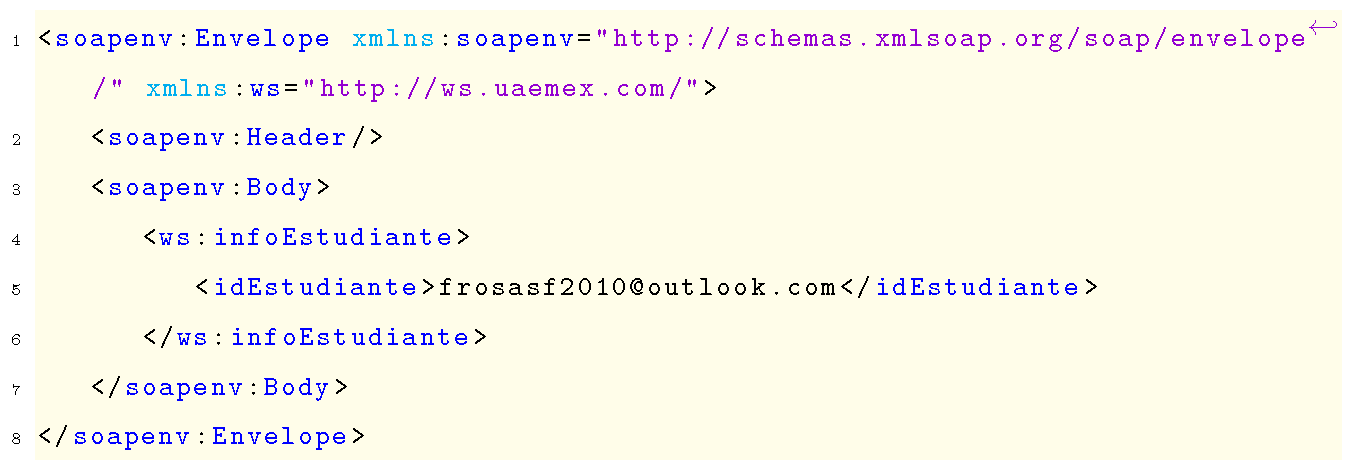 1 <soapenv:Envelope xmlns:soapenv="http://schemas.xmlsoap.org/soap/envelope
/" xmlns:ws="http://ws.uaemex.com/">
2 <soapenv:Header/>
3 <soapenv:Body>
4 <ws:infoEstudiante>
5 <idEstudiante>frosasf2010@outlook.com</idEstudiante>
6 </ws:infoEstudiante>
7 </soapenv:Body>
8 </soapenv:Envelope>